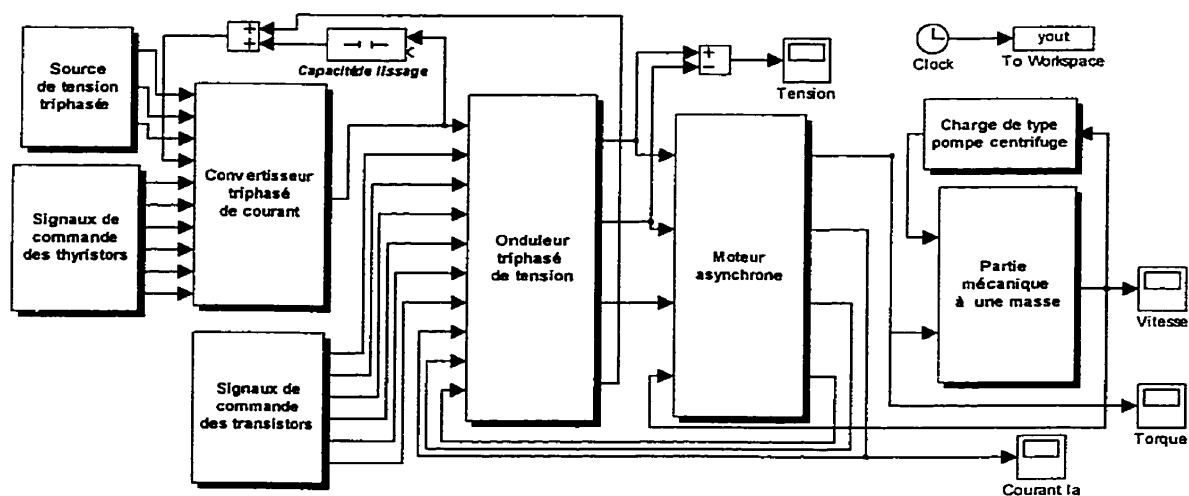 Source
de tension
triphasée
Signaux de
commande
des thyristors
Convertisseur
triphasé
de courant
Signaux de
commande
des transistors
+
+
Capacitéde lissage
K
Onduleur
triphasé
de tension
+
−
Tension
Moteur
asynchrone
Clock
yout
To Workspace
Charge de type
pompe centrifuge
Partie
mécanique
à une masse
Vitesse
Torque
Courant Ia